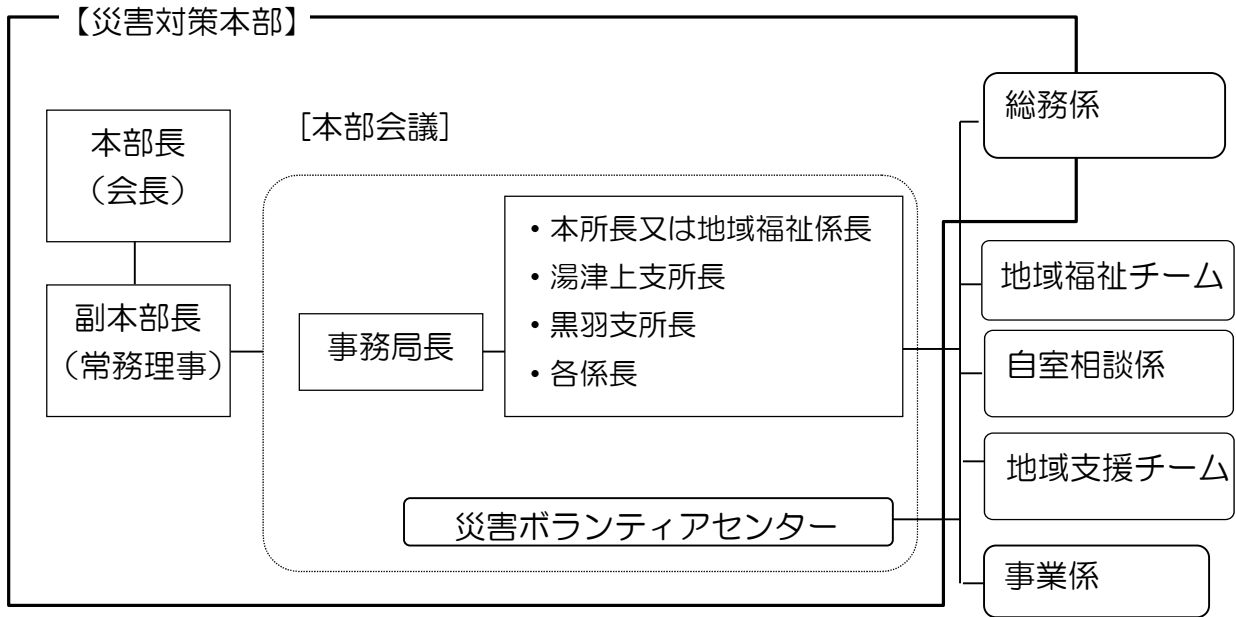 【災害対策本部】
本部長
（会長）
副本部長
（常務理事）
[本部会議]
事務局長
・本所長又は地域福祉係長
・湯津上支所長
・黒羽支所長
・各係長
災害ボランティアセンター
総務係
地域福祉チーム
自室相談係
地域支援チーム
事業係